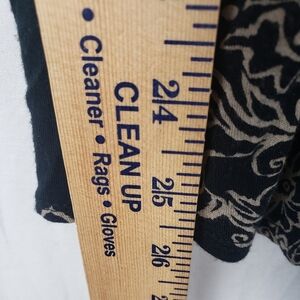 • Cleaner • Rags • Gloves
CLEAN UP
24 25 26